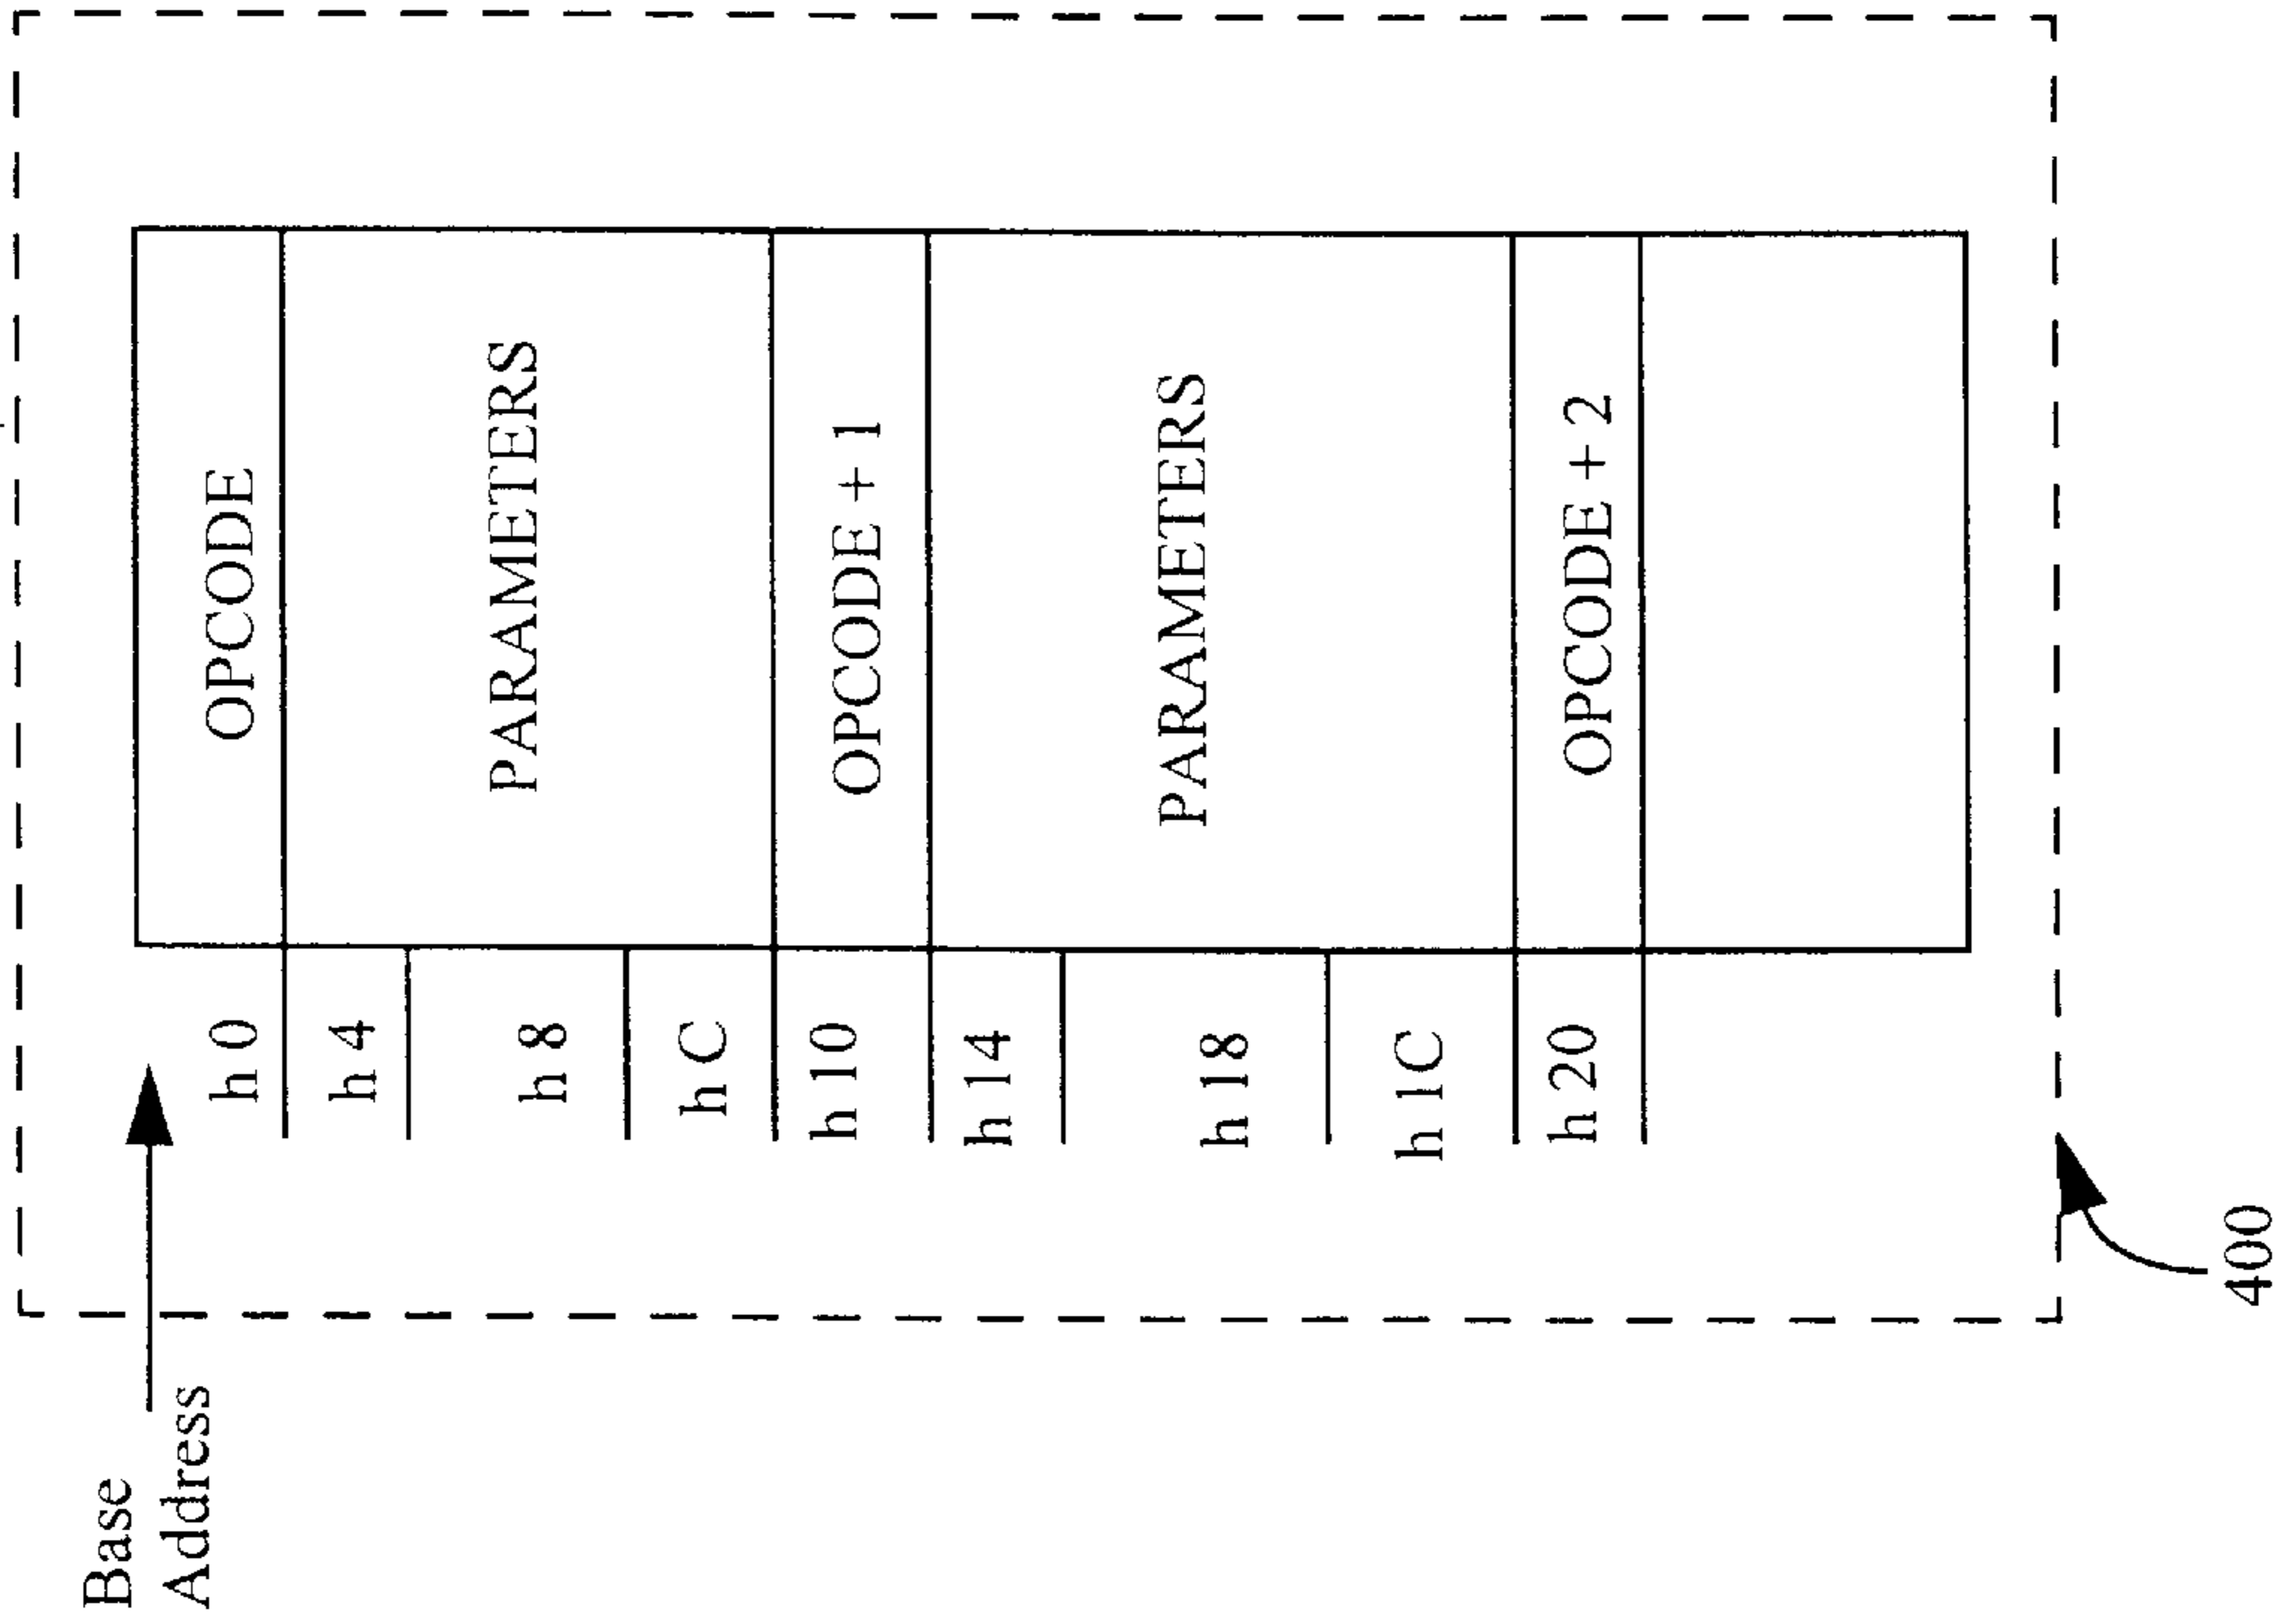 Base
Address
h 0
OPCODE
h 4
h 8
PARAMETERS
h C
h 10
OPCODE + 1
h 14
h 18
PARAMETERS
h 1C
h 20
OPCODE + 2
400